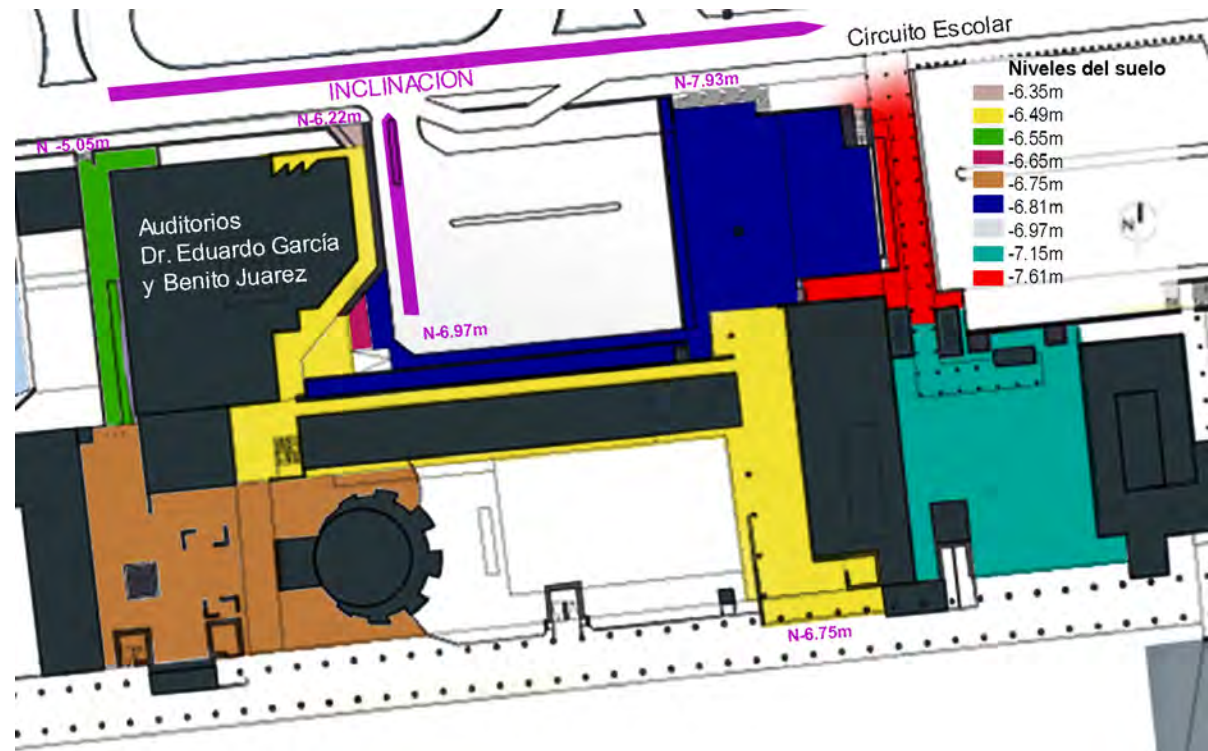 Circuito Escolar
INCLINACION
N-7.93m
N-6.22m
N -5.05m
Niveles del suelo
-6.35m
-6.49m
-6.55m
-6.65m
-6.75m
-6.81m
-6.97m
-7.15m
-7.61m
N
Auditorios
Dr. Eduardo García
y Benito Juarez
N-6.97m
N-6.75m